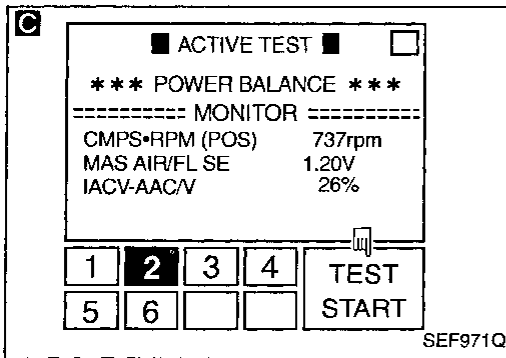 C
■ ACTIVE TEST ■ □
∗ ∗ ∗ POWER BALANCE ∗ ∗ ∗
========== MONITOR ==========
CMPS•RPM (POS) 737rpm
MAS AIR/FL SE 1.20V
IACV-AAC/V 26%
1 2 3 4
TEST
START
5 6
SEF971Q